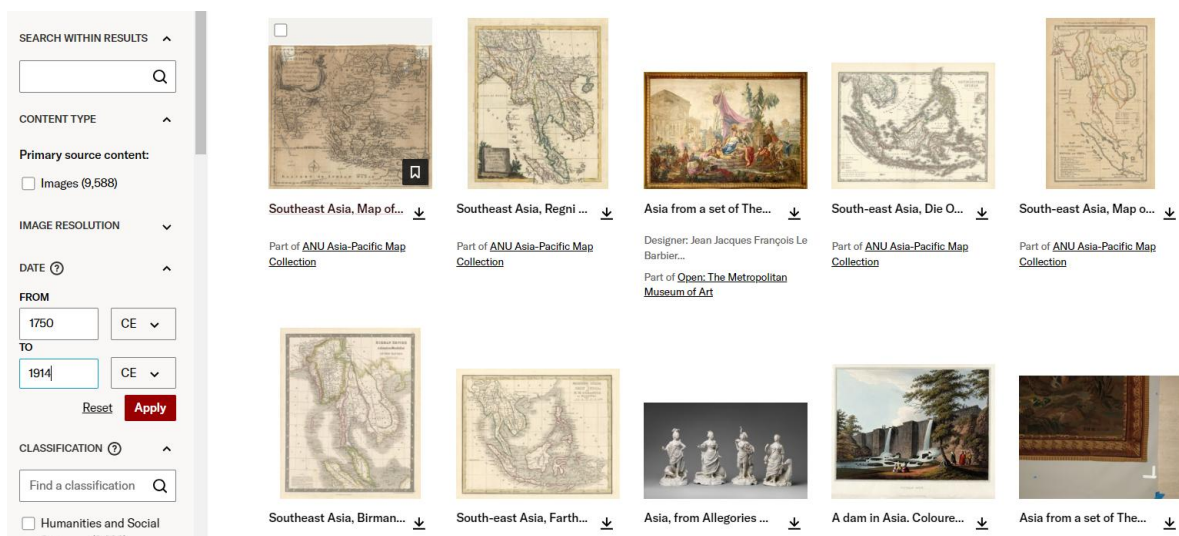 SEARCH WITHIN RESULTS
CONTENT TYPE
Primary source content:
Images (9,588)
IMAGE RESOLUTION
DATE ?
FROM
1750 CE
TO
1914 CE
Reset Apply
CLASSIFICATION ?
Find a classification
Humanities and Social
Southeast Asia, Map of...
Part of ANU Asia-Pacific Map
Collection
Southeast Asia, Regni ...
Part of ANU Asia-Pacific Map
Collection
Asia from a set of The...
Designer: Jean Jacques François Le
Barbier...
Part of Open: The Metropolitan
Museum of Art
South-east Asia, Die O...
Part of ANU Asia-Pacific Map
Collection
South-east Asia, Map o...
Part of ANU Asia-Pacific Map
Collection
Southeast Asia, Birman...
South-east Asia, Farth...
Asia, from Allegories ...
A dam in Asia. Coloure...
Asia from a set of The...